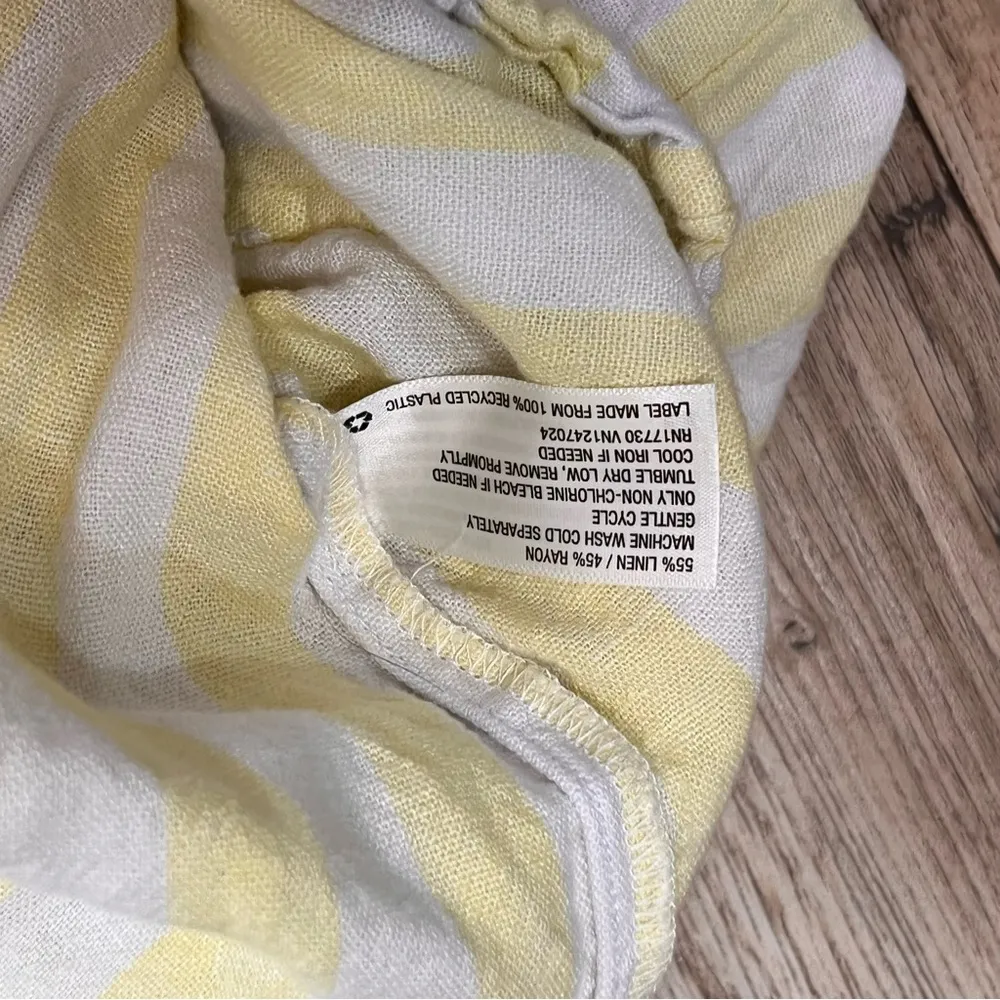 55% LINEN / 45% RAYON
MACHINE WASH COLD SEPARATELY
GENTLE CYCLE
ONLY NON-CHLORINE BLEACH IF NEEDED
TUMBLE DRY LOW, REMOVE PROMPTLY
COOL IRON IF NEEDED
RN17730 VN1247024
LABEL MADE FROM 100% RECYCLED PLASTIC